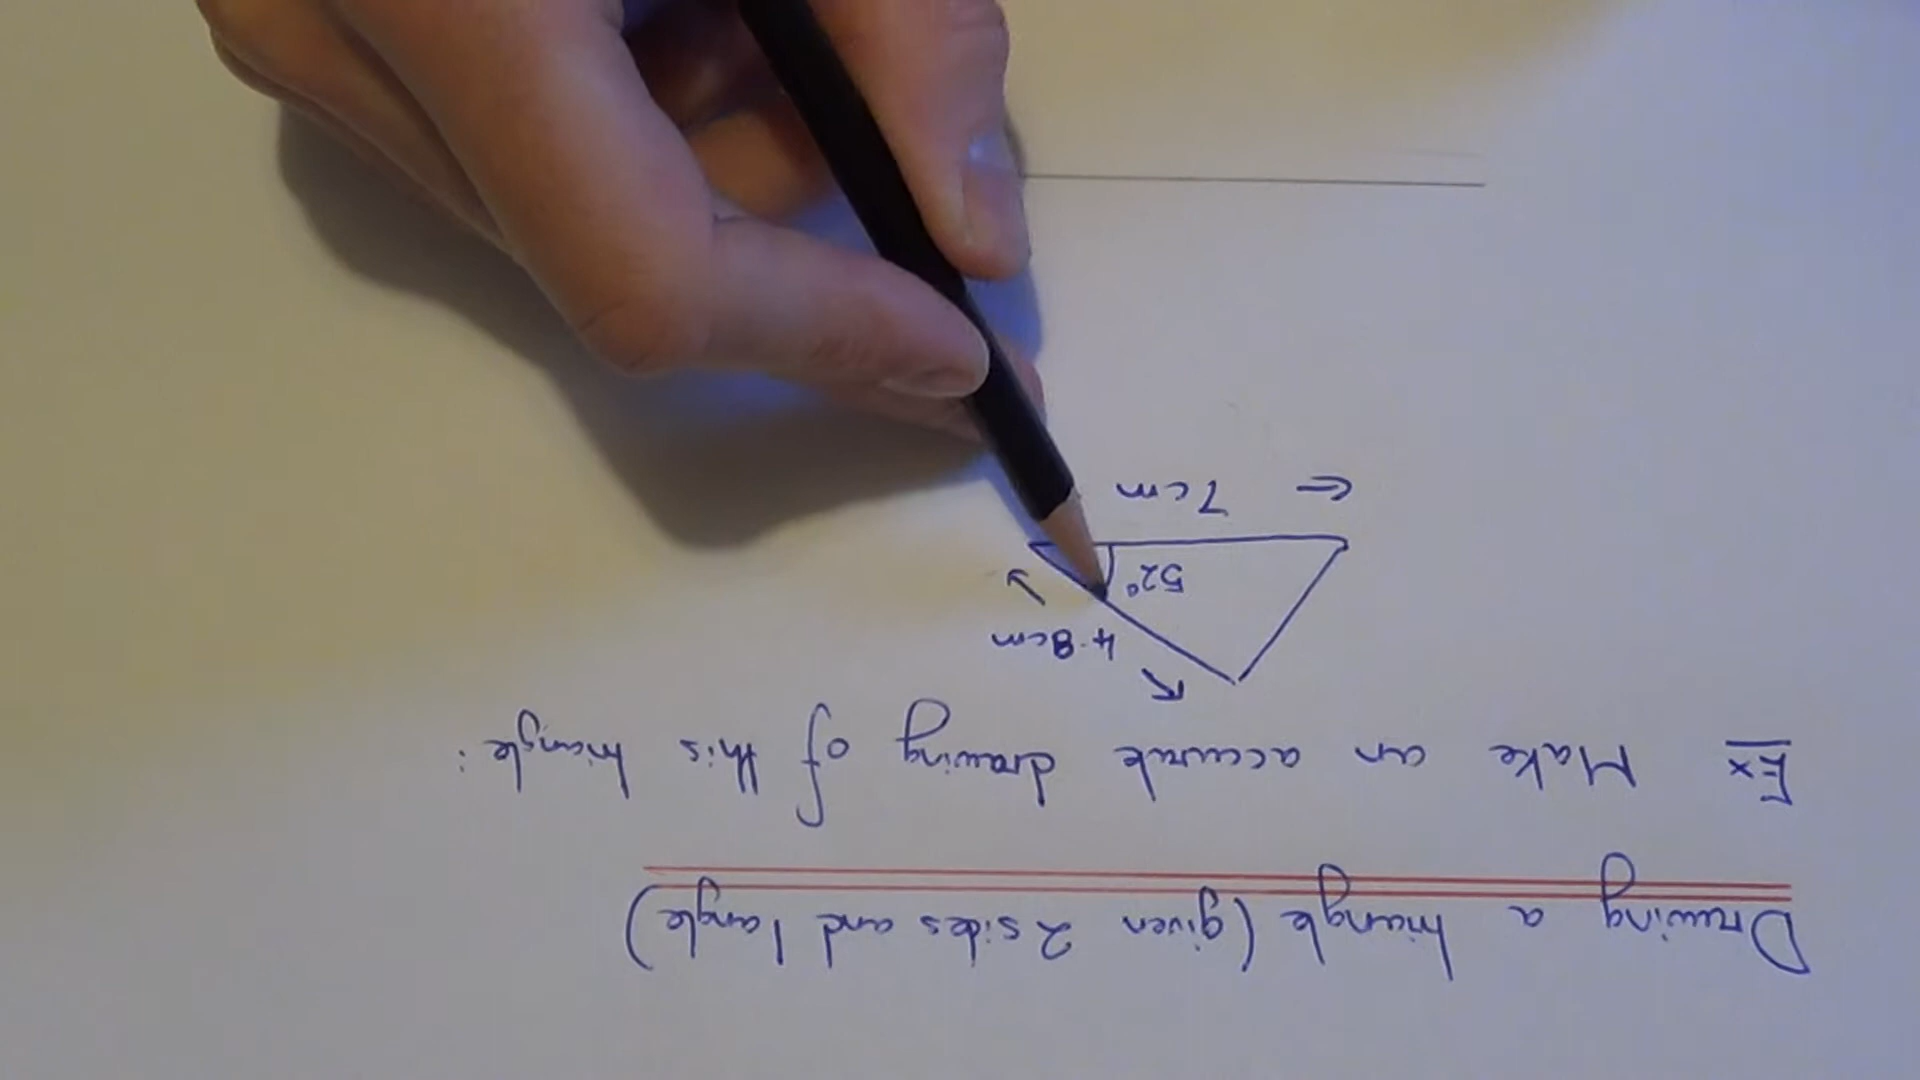 Drawing a triangle (given 2 sides and 1 angle)
Ex Make an accurate drawing of this triangle:
4.8cm
52°
← 7cm